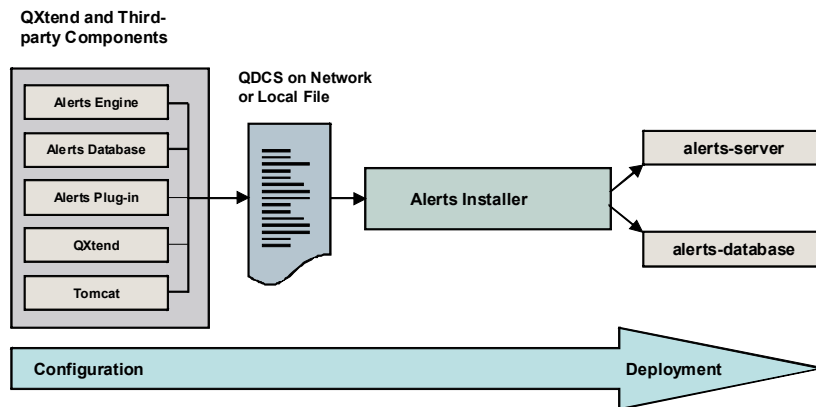 QXtend and Third-
party Components
QDCS on Network
or Local File
Alerts Engine
Alerts Database
Alerts Plug-in
QXtend
Tomcat
Alerts Installer
alerts-server
alerts-database
Configuration
Deployment